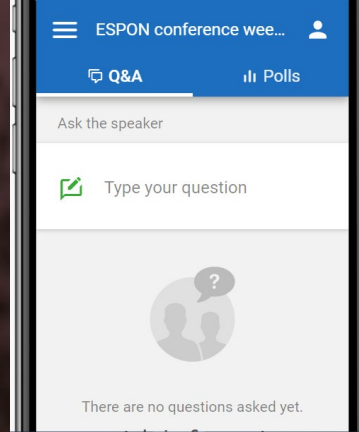 ESPON conference wee...
Q&A Polls
Ask the speaker
Type your question
?
There are no questions asked yet.